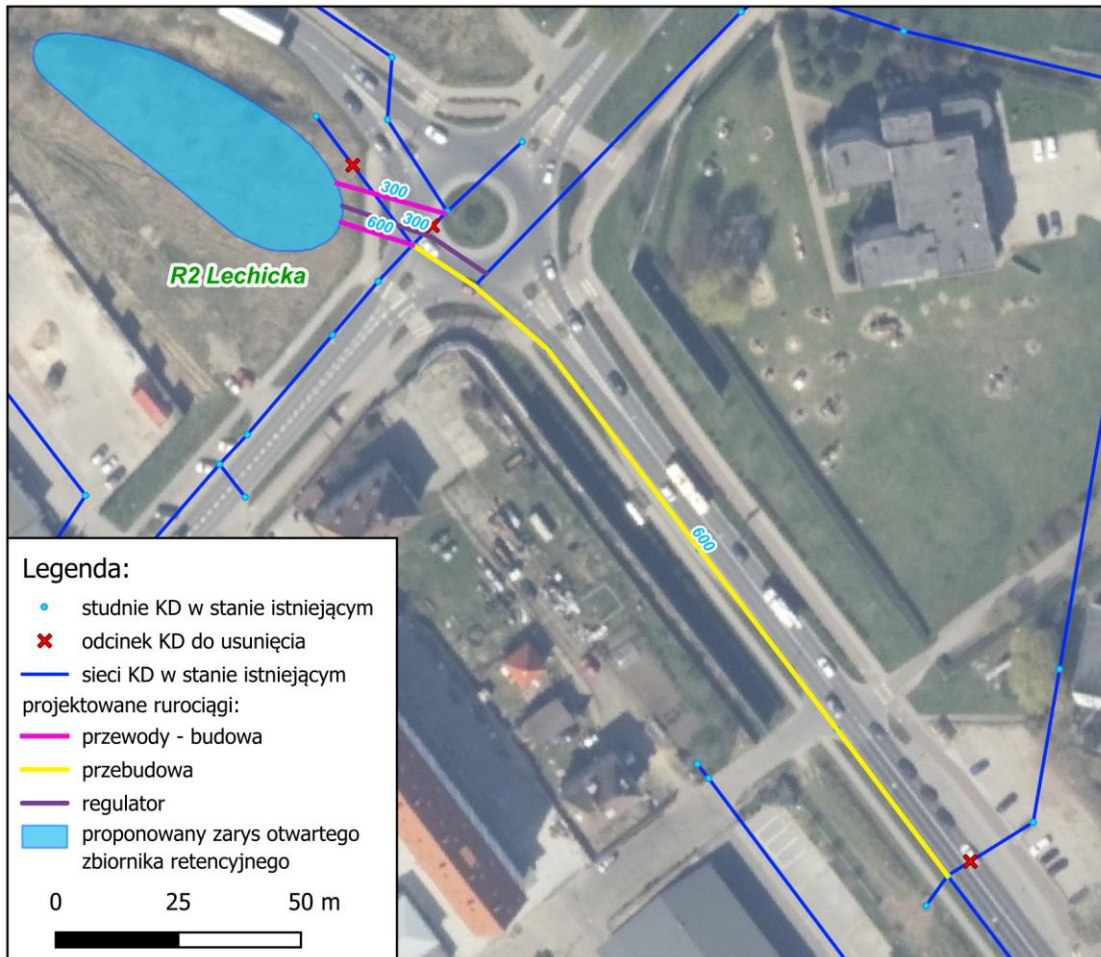 300
300
600
R2 Lechicka
600
Legenda:
studnie KD w stanie istniejącym
odcinek KD do usunięcia
sieci KD w stanie istniejącym
projektowane rurociągi:
przewody - budowa
przebudowa
regulator
proponowany zarys otwartego
zbiornika retencyjnego
0 25 50 m